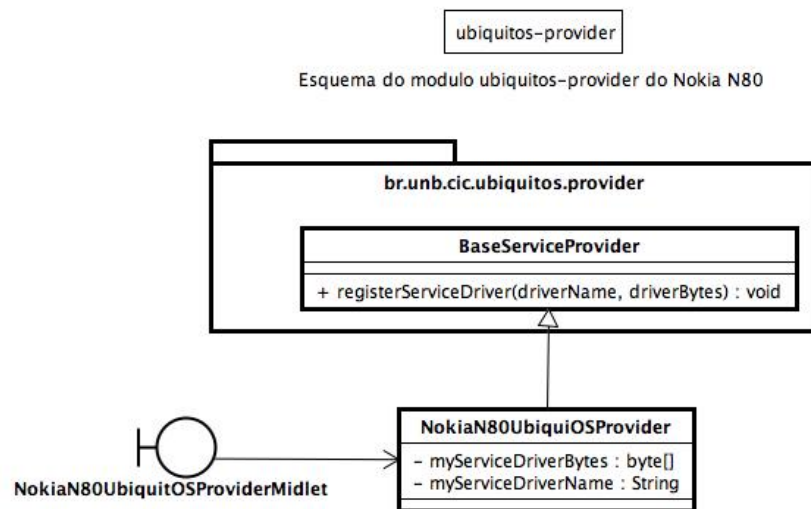 ubiquitos-provider
Esquema do modulo ubiquitos-provider do Nokia N80
br.unb.cic.ubiquitos.provider
BaseServiceProvider
+ registerServiceDriver(driverName, driverBytes) : void
NokiaN80UbiquiOSProvider
- myServiceDriverBytes : byte[]
- myServiceDriverName : String
NokiaN80UbiquitOSProviderMidlet